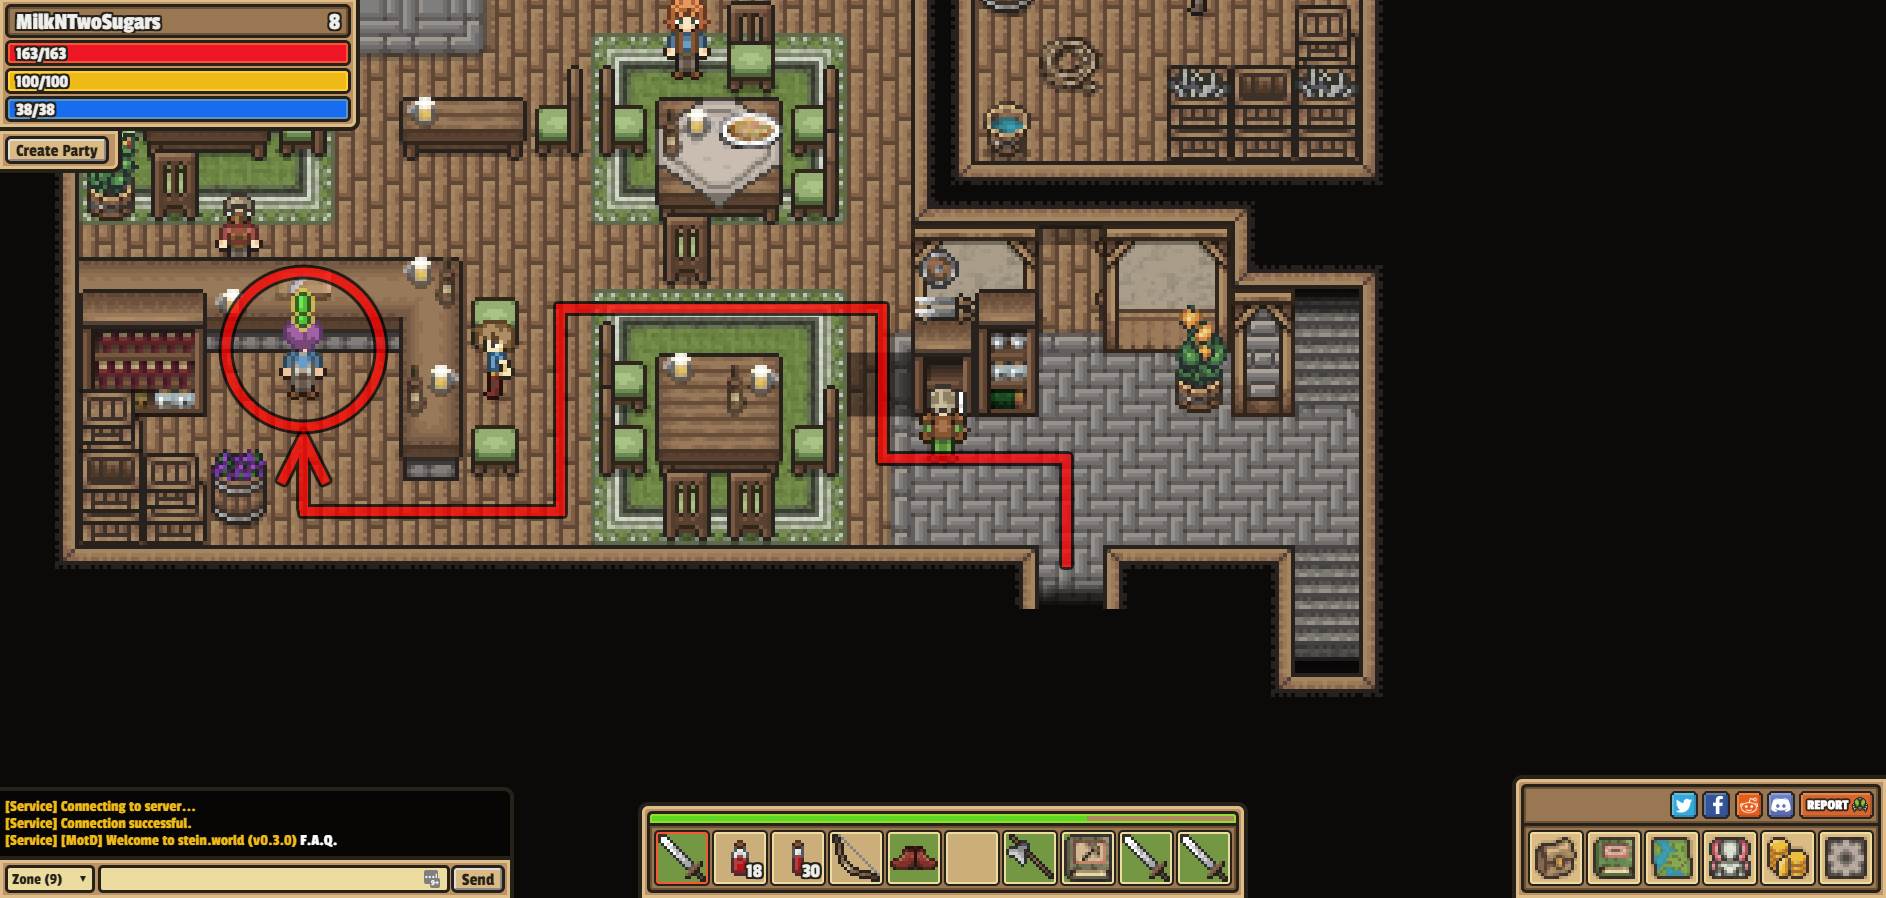 MilkNTwoSugars 8
163/163
100/100
38/38
Create Party
[Service] Connecting to server...
[Service] Connection successful.
[Service] [MotD] Welcome to stein.world (v0.3.0) F.A.Q.
Zone (9) Send
18 30
REPORT